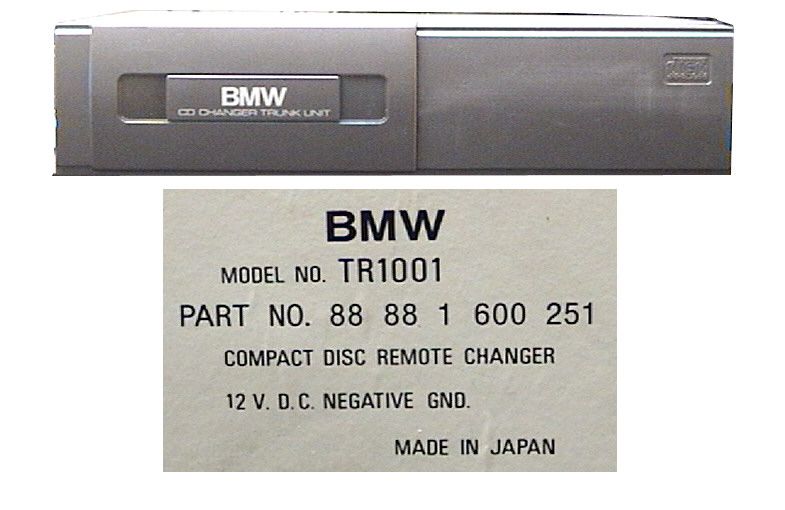 BMW
CD CHANGER TRUNK UNIT
BMW
MODEL NO. TR1001
PART NO. 88 88 1 600 251
COMPACT DISC REMOTE CHANGER
12 V. D.C. NEGATIVE GND.
MADE IN JAPAN